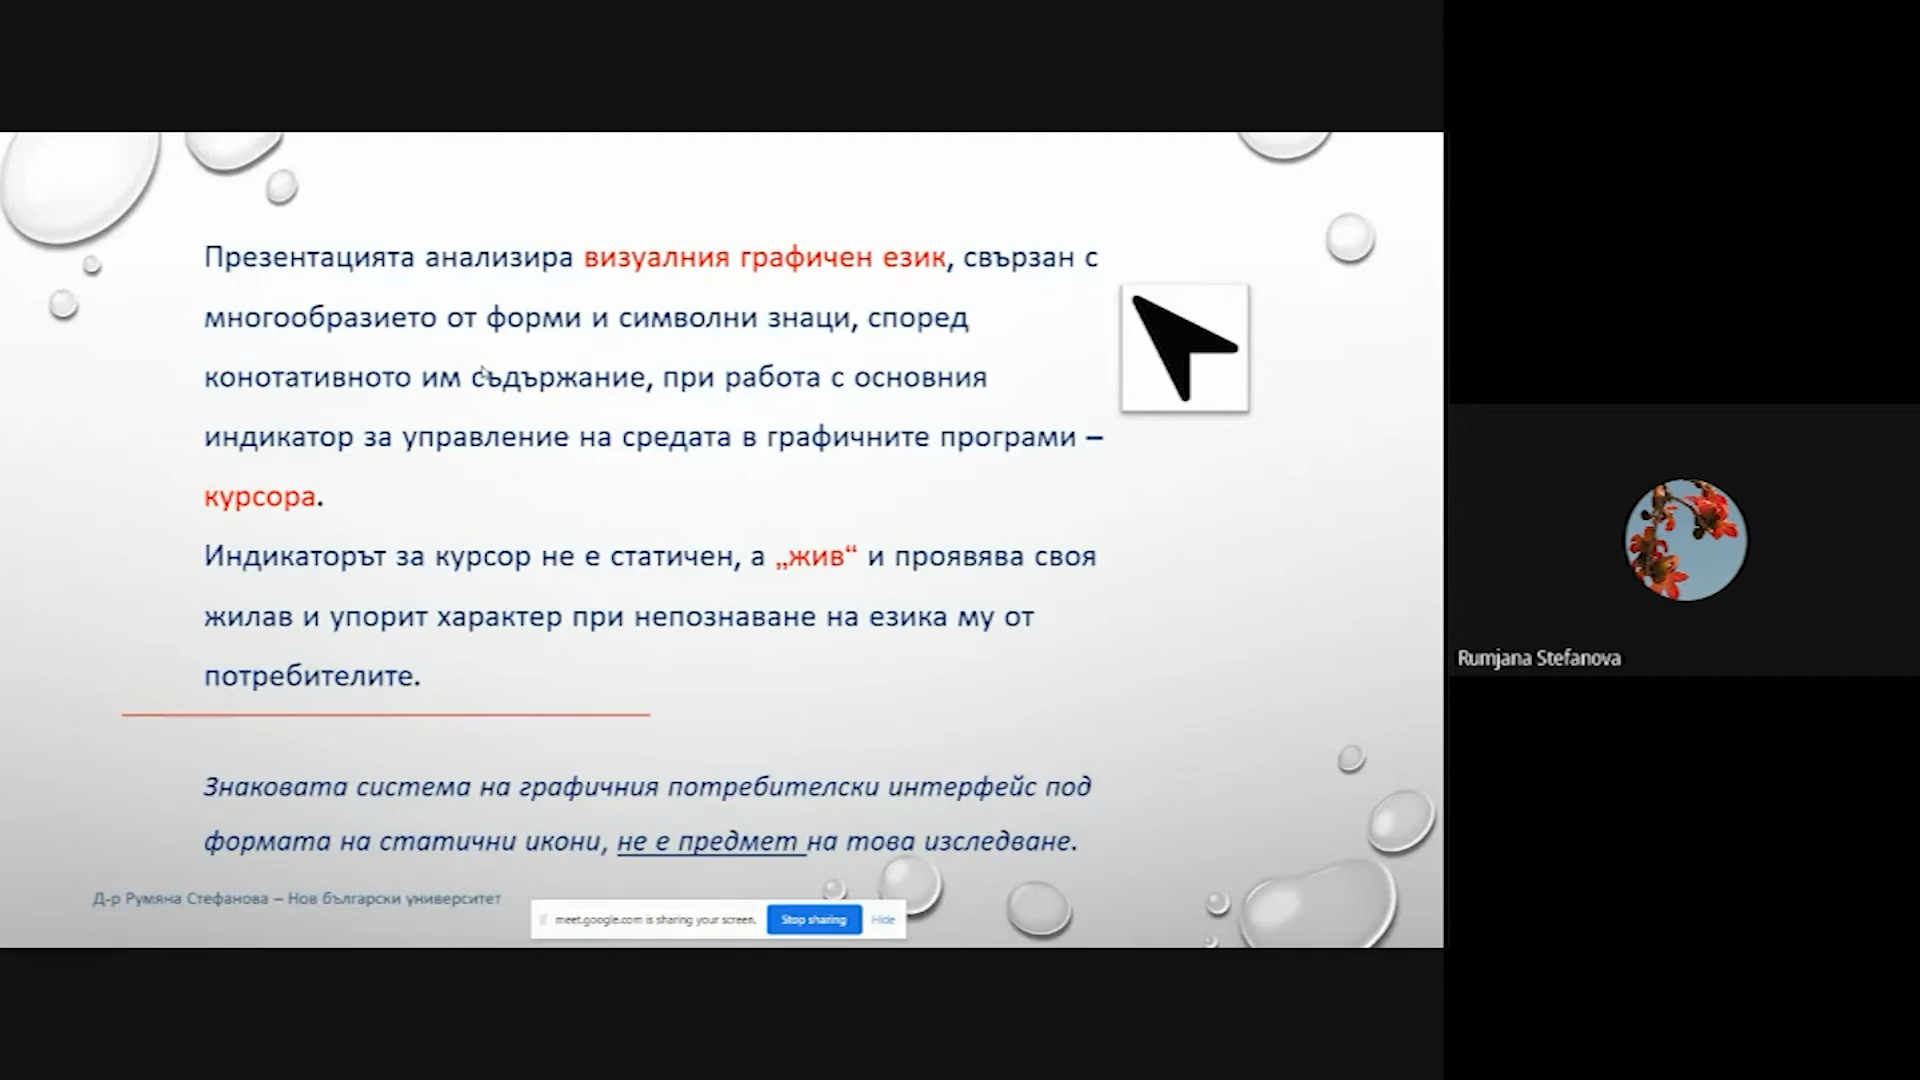 Презентацията анализира визуалния графичен език, свързан с
многообразието от форми и символни знаци, според
конотативното им съдържание, при работа с основния
индикатор за управление на средата в графичните програми –
курсора.
Индикаторът за курсор не е статичен, а „жив“ и проявява своя
жилав и упорит характер при непознаване на езика му от
потребителите.
Знаковата система на графичния потребителски интерфейс под
формата на статични икони, не е предмет на това изследване.
Д-р Румяна Стефанова – Нов български университет
meet.google.com is sharing your screen. Stop sharing Hide
Rumjana Stefanova